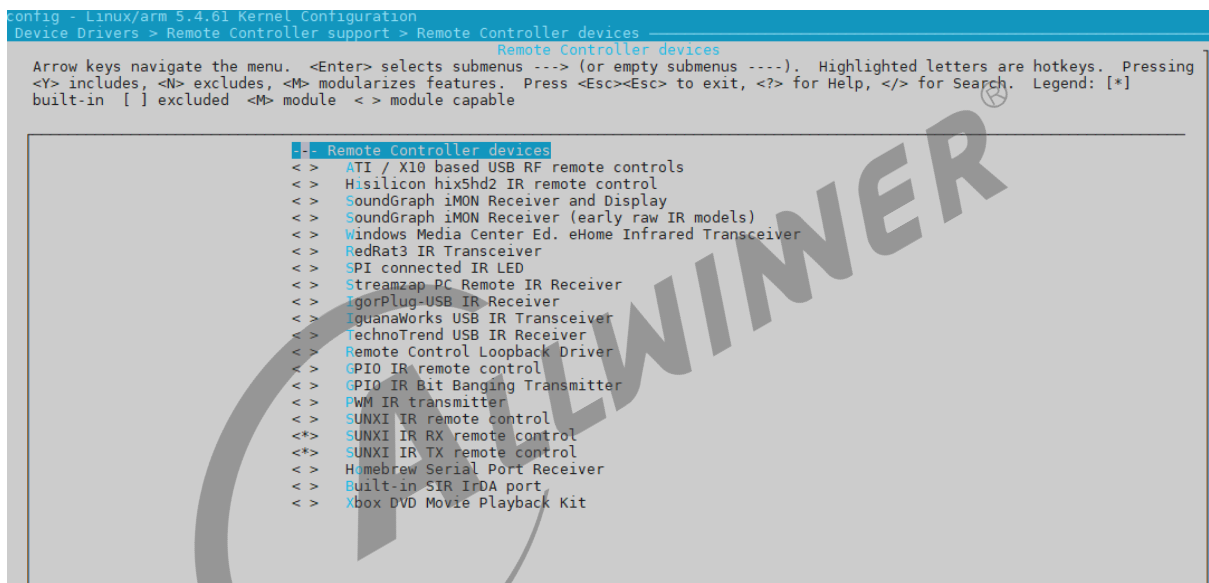 config - Linux/arm 5.4.61 Kernel Configuration
Device Drivers > Remote Controller support > Remote Controller devices
Remote Controller devices
Arrow keys navigate the menu.  <Enter> selects submenus ---> (or empty submenus ----).  Highlighted letters are hotkeys.  Pressing
<Y> includes, <N> excludes, <M> modularizes features.  Press <Esc><Esc> to exit, <?> for Help, </> for Search.  Legend: [*]
built-in  [ ] excluded  <M> module  < > module capable
--- Remote Controller devices
< >   ATI / X10 based USB RF remote controls
< >   Hisilicon hix5hd2 IR remote control
< >   SoundGraph iMON Receiver and Display
< >   SoundGraph iMON Receiver (early raw IR models)
< >   Windows Media Center Ed. eHome Infrared Transceiver
< >   RedRat3 IR Transceiver
< >   SPI connected IR LED
< >   Streamzap PC Remote IR Receiver
< >   IgorPlug-USB IR Receiver
< >   IguanaWorks USB IR Transceiver
< >   TechnoTrend USB IR Receiver
< >   Remote Control Loopback Driver
< >   GPIO IR remote control
< >   GPIO IR Bit Banging Transmitter
< >   PWM IR transmitter
< >   SUNXI IR remote control
<*>   SUNXI IR RX remote control
<*>   SUNXI IR TX remote control
< >   Homebrew Serial Port Receiver
< >   Built-in SIR IrDA port
< >   Xbox DVD Movie Playback Kit
ALLWINNER®